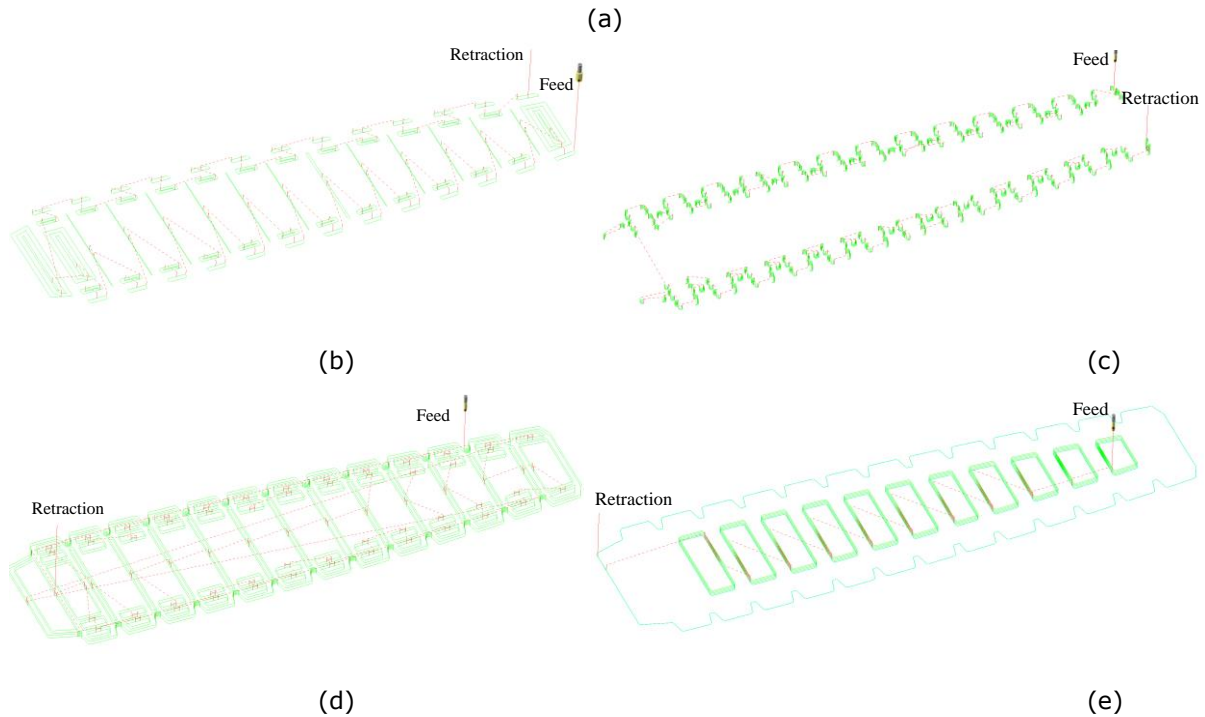 (a)
Retraction
Feed
Feed
Retraction
(b)
(c)
Feed
Retraction
Feed
Retraction
(d)
(e)